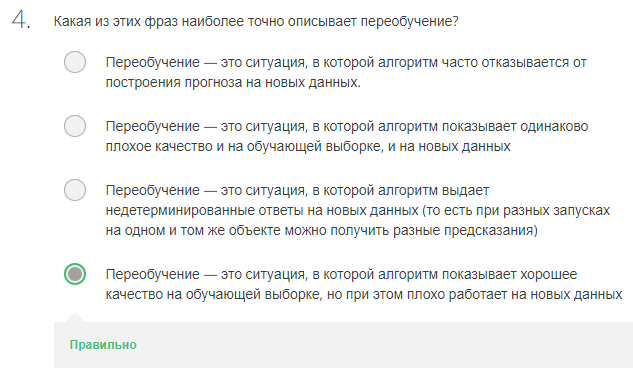 4. Какая из этих фраз наиболее точно описывает переобучение?
Переобучение — это ситуация, в которой алгоритм часто отказывается от
построения прогноза на новых данных.
Переобучение — это ситуация, в которой алгоритм показывает одинаково
плохое качество и на обучающей выборке, и на новых данных
Переобучение — это ситуация, в которой алгоритм выдает
недетерминированные ответы на новых данных (то есть при разных запусках
на одном и том же объекте можно получить разные предсказания)
Переобучение — это ситуация, в которой алгоритм показывает хорошее
качество на обучающей выборке, но при этом плохо работает на новых данных
Правильно